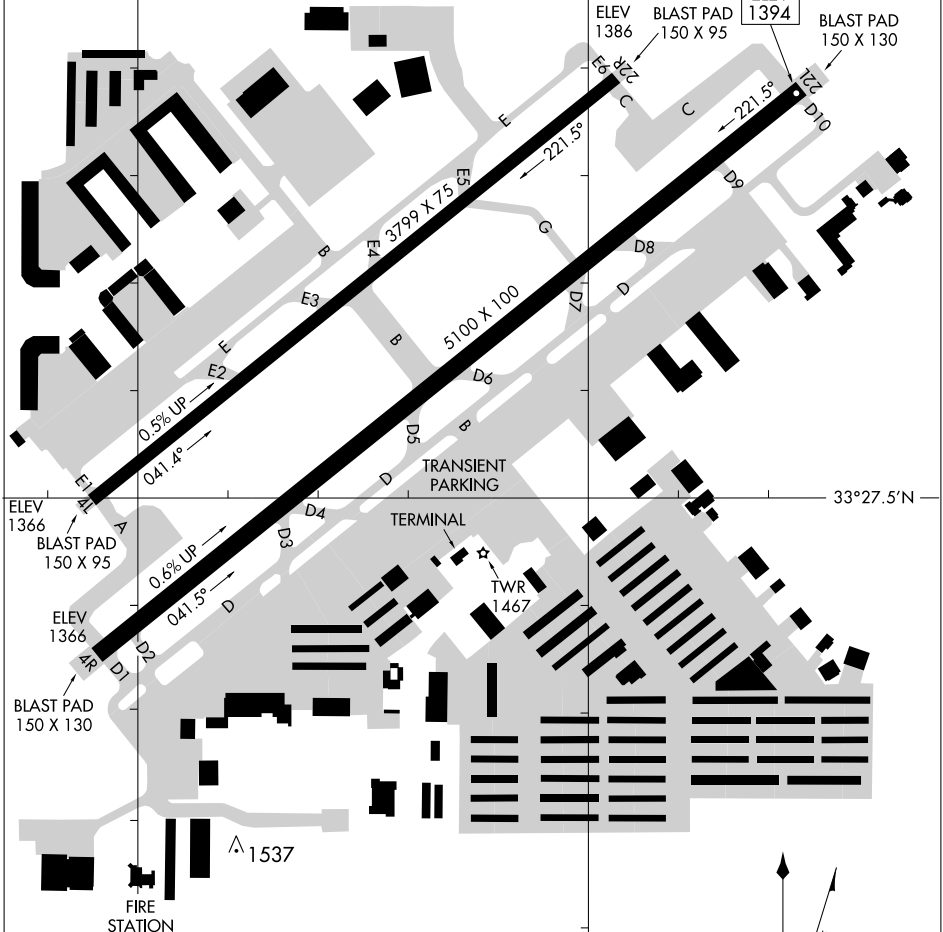 ELEV
1386
BLAST PAD
150 X 95
1394
BLAST PAD
150 X 130
E9
22R
C
C
221.5°
22L
D10
E
221.5°
E5
D9
3799 X 75
G
B
E4
D8
E3
D7
D
5100 X 100
B
E
E2
D6
0.5% UP
B
D5
041.4°
TRANSIENT
PARKING
D
E1
4L
33°27.5'N
ELEV
1366
A
D4
TERMINAL
BLAST PAD
150 X 95
D3
0.6% UP
TWR
1467
041.5°
D
ELEV
1366
D2
4R
D1
BLAST PAD
150 X 130
1537
FIRE
STATION